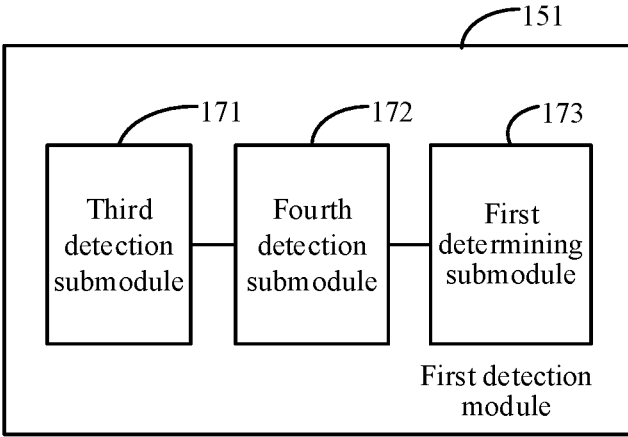 151
171
172
173
Third
detection
submodule
Fourth
detection
submodule
First
determining
submodule
First detection
module